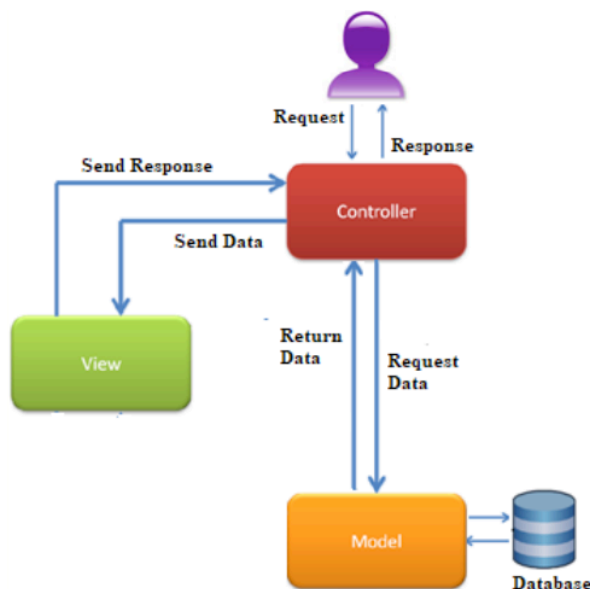 Request
Response
Send Response
Controller
Send Data
View
Return
Data
Request
Data
Model
Database